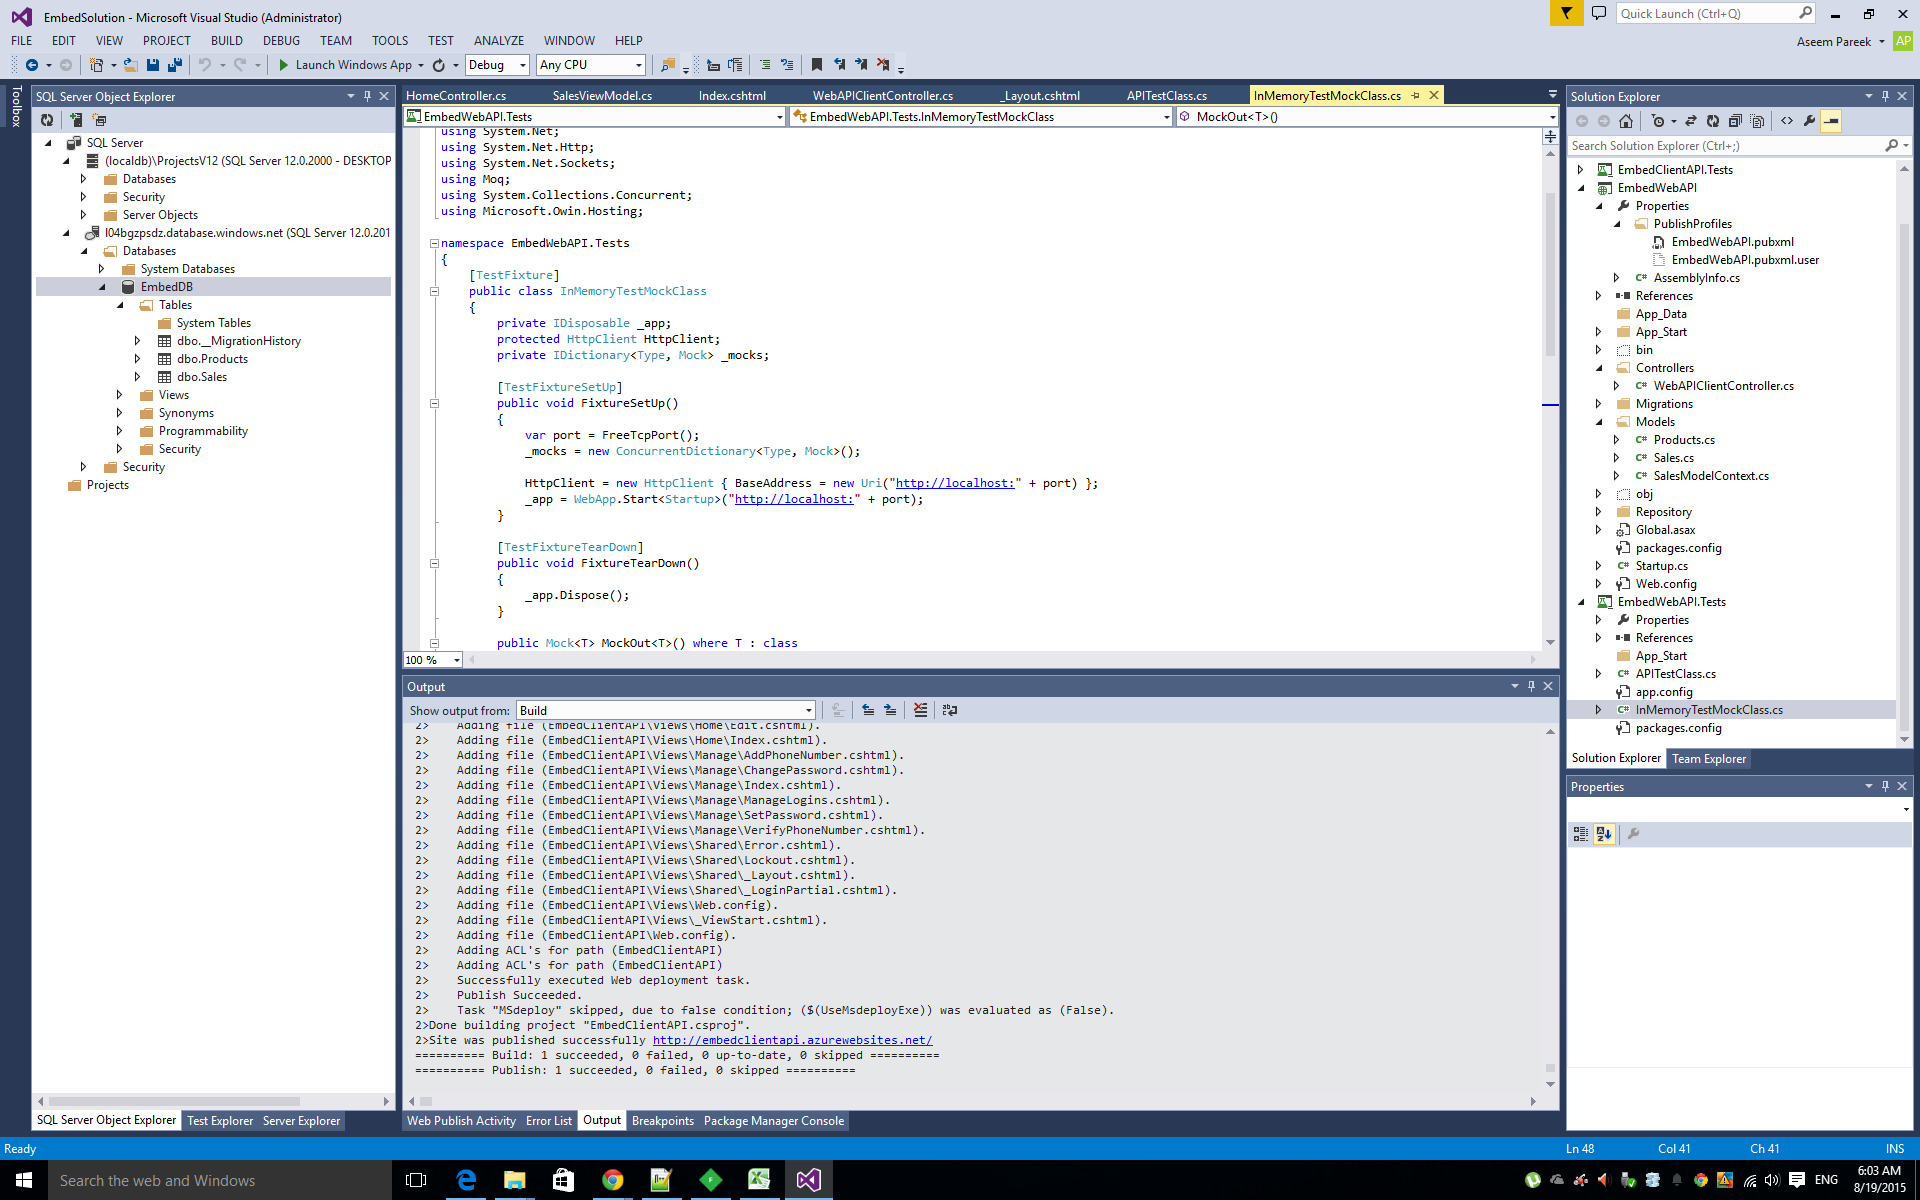 EmbedSolution - Microsoft Visual Studio (Administrator)
Quick Launch (Ctrl+Q)
FILE EDIT VIEW PROJECT BUILD DEBUG TEAM TOOLS TEST ANALYZE WINDOW HELP
Aseem Pareek AP
Launch Windows App Debug Any CPU
Toolbox
SQL Server Object Explorer
SQL Server
(localdb)\ProjectsV12 (SQL Server 12.0.2000 - DESKTOP
Databases
Security
Server Objects
l04bgzpsdz.database.windows.net (SQL Server 12.0.201
Databases
System Databases
EmbedDB
Tables
System Tables
dbo.__MigrationHistory
dbo.Products
dbo.Sales
Views
Synonyms
Programmability
Security
Security
Projects
SQL Server Object Explorer Test Explorer Server Explorer
HomeController.cs SalesViewModel.cs Index.cshtml WebAPIClientController.cs _Layout.cshtml APITestClass.cs InMemoryTestMockClass.cs
EmbedWebAPI.Tests EmbedWebAPI.Tests.InMemoryTestMockClass MockOut<T>()
using System.Net;
using System.Net.Http;
using System.Net.Sockets;
using Moq;
using System.Collections.Concurrent;
using Microsoft.Owin.Hosting;
namespace EmbedWebAPI.Tests
{
[TestFixture]
public class InMemoryTestMockClass
{
private IDisposable _app;
protected HttpClient HttpClient;
private IDictionary<Type, Mock> _mocks;
[TestFixtureSetUp]
public void FixtureSetUp()
{
var port = FreeTcpPort();
_mocks = new ConcurrentDictionary<Type, Mock>();
HttpClient = new HttpClient { BaseAddress = new Uri("http://localhost:" + port) };
_app = WebApp.Start<Startup>("http://localhost:" + port);
}
[TestFixtureTearDown]
public void FixtureTearDown()
{
_app.Dispose();
}
public Mock<T> MockOut<T>() where T : class
100 %
Output
Show output from: Build
2> Adding file (EmbedClientAPI\Views\Home\Edit.cshtml).
2> Adding file (EmbedClientAPI\Views\Home\Index.cshtml).
2> Adding file (EmbedClientAPI\Views\Manage\AddPhoneNumber.cshtml).
2> Adding file (EmbedClientAPI\Views\Manage\ChangePassword.cshtml).
2> Adding file (EmbedClientAPI\Views\Manage\Index.cshtml).
2> Adding file (EmbedClientAPI\Views\Manage\ManageLogins.cshtml).
2> Adding file (EmbedClientAPI\Views\Manage\SetPassword.cshtml).
2> Adding file (EmbedClientAPI\Views\Manage\VerifyPhoneNumber.cshtml).
2> Adding file (EmbedClientAPI\Views\Shared\Error.cshtml).
2> Adding file (EmbedClientAPI\Views\Shared\Lockout.cshtml).
2> Adding file (EmbedClientAPI\Views\Shared\_Layout.cshtml).
2> Adding file (EmbedClientAPI\Views\Shared\_LoginPartial.cshtml).
2> Adding file (EmbedClientAPI\Views\Web.config).
2> Adding file (EmbedClientAPI\Views\_ViewStart.cshtml).
2> Adding file (EmbedClientAPI\Web.config).
2> Adding ACL's for path (EmbedClientAPI)
2> Adding ACL's for path (EmbedClientAPI)
2> Successfully executed Web deployment task.
2> Publish Succeeded.
2> Task "MSdeploy" skipped, due to false condition; ($(UseMsdeployExe)) was evaluated as (False).
2>Done building project "EmbedClientAPI.csproj".
2>Site was published successfully http://embedclientapi.azurewebsites.net/
========== Build: 1 succeeded, 0 failed, 0 up-to-date, 0 skipped ==========
========== Publish: 1 succeeded, 0 failed, 0 skipped ==========
Web Publish Activity Error List Output Breakpoints Package Manager Console
Solution Explorer
Search Solution Explorer (Ctrl+;)
EmbedClientAPI.Tests
EmbedWebAPI
Properties
PublishProfiles
EmbedWebAPI.pubxml
EmbedWebAPI.pubxml.user
AssemblyInfo.cs
References
App_Data
App_Start
bin
Controllers
WebAPIClientController.cs
Migrations
Models
Products.cs
Sales.cs
SalesModelContext.cs
obj
Repository
Global.asax
packages.config
Startup.cs
Web.config
EmbedWebAPI.Tests
Properties
References
App_Start
APITestClass.cs
app.config
InMemoryTestMockClass.cs
packages.config
Solution Explorer Team Explorer
Properties
Ready Ln 48 Col 41 Ch 41 INS
Search the web and Windows
ENG
6:03 AM
8/19/2015